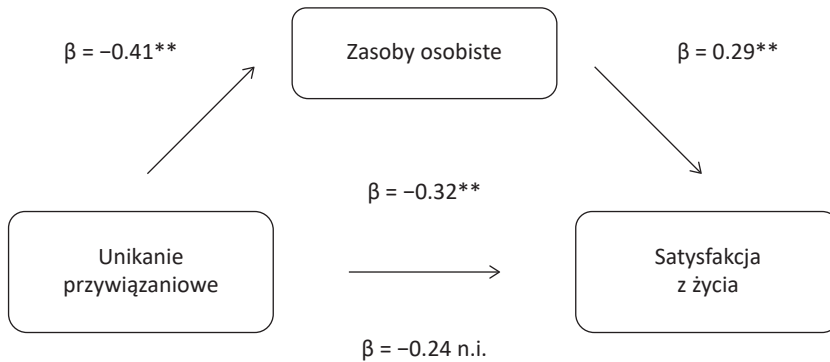 β = −0.41**
Zasoby osobiste
β = 0.29**
β = −0.32**
Unikanie
przywiązaniowe
Satysfakcja
z życia
β = −0.24 n.i.